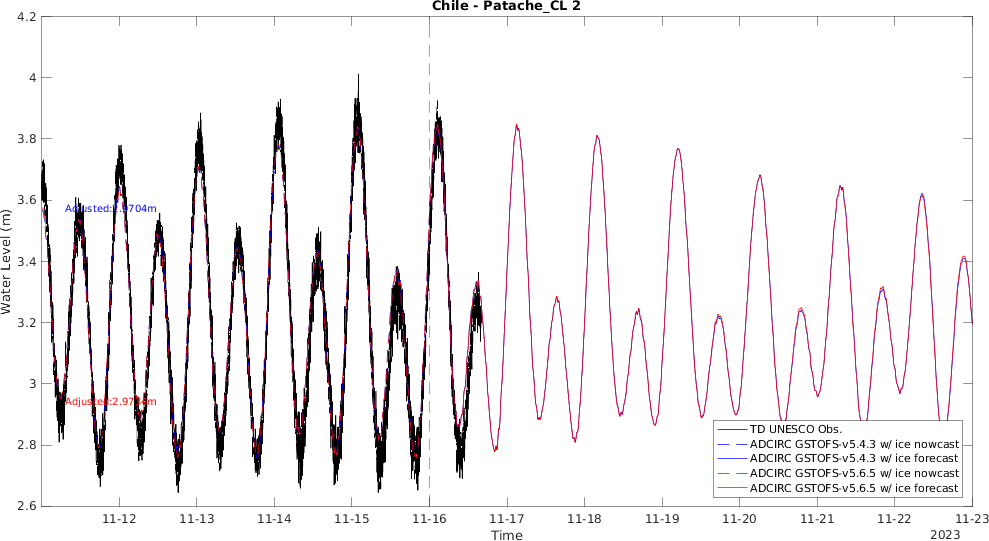 Chile - Patache_CL 2
Water Level (m)
4.2
4
3.8
3.6
3.4
3.2
3
2.8
2.6
11-12
11-13
11-14
11-15
11-16
11-17
11-18
11-19
11-20
11-21
11-22
11-23
Time
2023
TD UNESCO Obs.
ADCIRC GSTOFS-v5.4.3 w/ ice nowcast
ADCIRC GSTOFS-v5.4.3 w/ ice forecast
ADCIRC GSTOFS-v5.6.5 w/ ice nowcast
ADCIRC GSTOFS-v5.6.5 w/ ice forecast